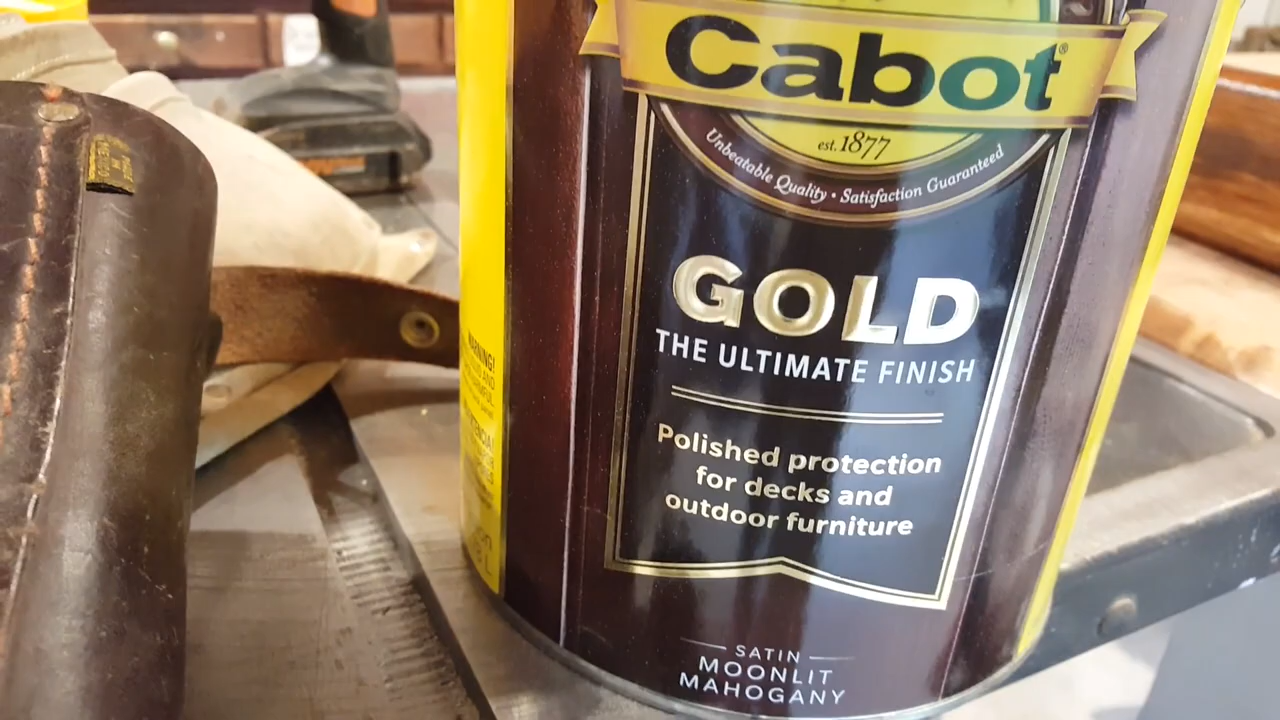 Cabot®
est. 1877
Unbeatable Quality • Satisfaction Guaranteed
GOLD
THE ULTIMATE FINISH
Polished protection
for decks and
outdoor furniture
SATIN
MOONLIT
MAHOGANY
WARNING!